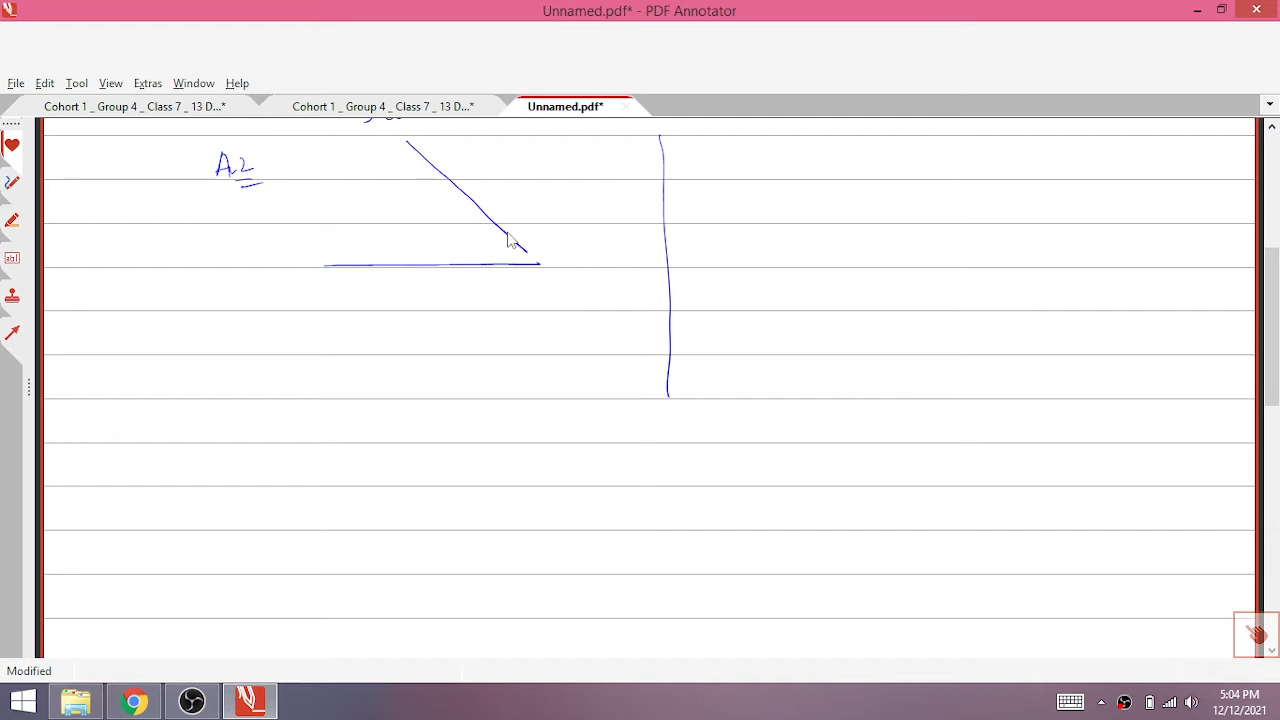 Unnamed.pdf* - PDF Annotator
File Edit Tool View Extras Window Help
Cohort 1 _ Group 4 _ Class 7 _ 13 D...* Cohort 1 _ Group 4 _ Class 7 _ 13 D...* Unnamed.pdf*
A2
Modified
5:04 PM
12/12/2021